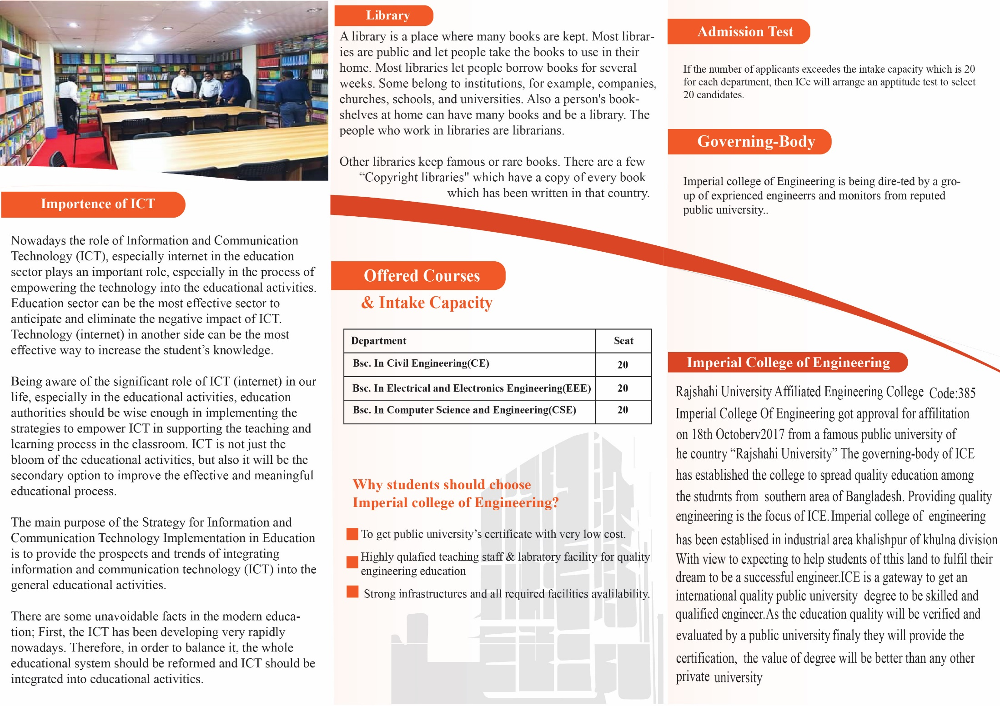 Importence of ICT
Nowadays the role of Information and Communication
Technology (ICT), especially internet in the education
sector plays an important role, especially in the process of
empowering the technology into the educational activities.
Education sector can be the most effective sector to
anticipate and eliminate the negative impact of ICT.
Technology (internet) in another side can be the most
effective way to increase the student’s knowledge.
Being aware of the significant role of ICT (internet) in our
life, especially in the educational activities, education
authorities should be wise enough in implementing the
strategies to empower ICT in supporting the teaching and
learning process in the classroom. ICT is not just the
bloom of the educational activities, but also it will be the
secondary option to improve the effective and meaningful
educational process.
The main purpose of the Strategy for Information and
Communication Technology Implementation in Education
is to provide the prospects and trends of integrating
information and communication technology (ICT) into the
general educational activities.
There are some unavoidable facts in the modern educa-
tion; First, the ICT has been developing very rapidly
nowadays. Therefore, in order to balance it, the whole
educational system should be reformed and ICT should be
integrated into educational activities.
Library
A library is a place where many books are kept. Most librar-
ies are public and let people take the books to use in their
home. Most libraries let people borrow books for several
weeks. Some belong to institutions, for example, companies,
churches, schools, and universities. Also a person's book-
shelves at home can have many books and be a library. The
people who work in libraries are librarians.
Other libraries keep famous or rare books. There are a few
“Copyright libraries" which have a copy of every book
which has been written in that country.
Offered Courses
& Intake Capacity
Department Seat
Bsc. In Civil Engineering(CE) 20
Bsc. In Electrical and Electronics Engineering(EEE) 20
Bsc. In Computer Science and Engineering(CSE) 20
Why students should choose
Imperial college of Engineering?
To get public university’s certificate with very low cost.
Highly qulafied teaching staff & labratory facility for quality
engineering education
Strong infrastructures and all required facilities avalilability.
Admission Test
If the number of applicants exceedes the intake capacity which is 20
for each department, then ICe will arrange an apptitude test to select
20 candidates.
Governing-Body
Imperial college of Engineering is being dire-ted by a gro-
up of exprienced engineerrs and monitors from reputed
public university..
Imperial College of Engineering
Rajshahi University Affiliated Engineering College Code:385
Imperial College Of Engineering got approval for affilitation
on 18th Octoberv2017 from a famous public university of
he country “Rajshahi University” The governing-body of ICE
has established the college to spread quality education among
the studrnts from southern area of Bangladesh. Providing quality
engineering is the focus of ICE. Imperial college of engineering
has been establised in industrial area khalishpur of khulna division
With view to expecting to help students of tthis land to fulfil their
dream to be a successful engineer.ICE is a gateway to get an
international quality public university degree to be skilled and
qualified engineer.As the education quality will be verified and
evaluated by a public university finaly they will provide the
certification, the value of degree will be better than any other
private university